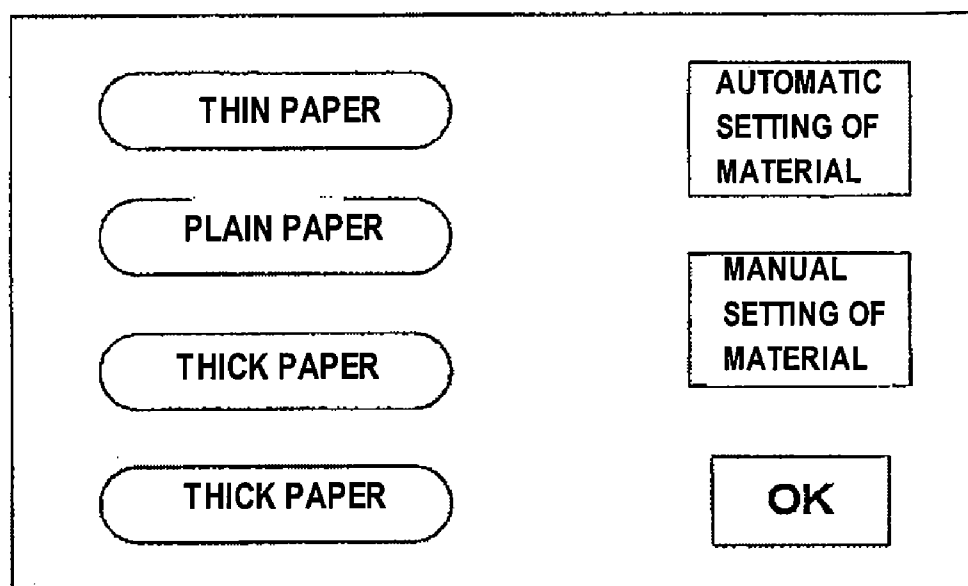 THIN PAPER
PLAIN PAPER
THICK PAPER
THICK PAPER
AUTOMATIC
SETTING OF
MATERIAL
MANUAL
SETTING OF
MATERIAL
OK